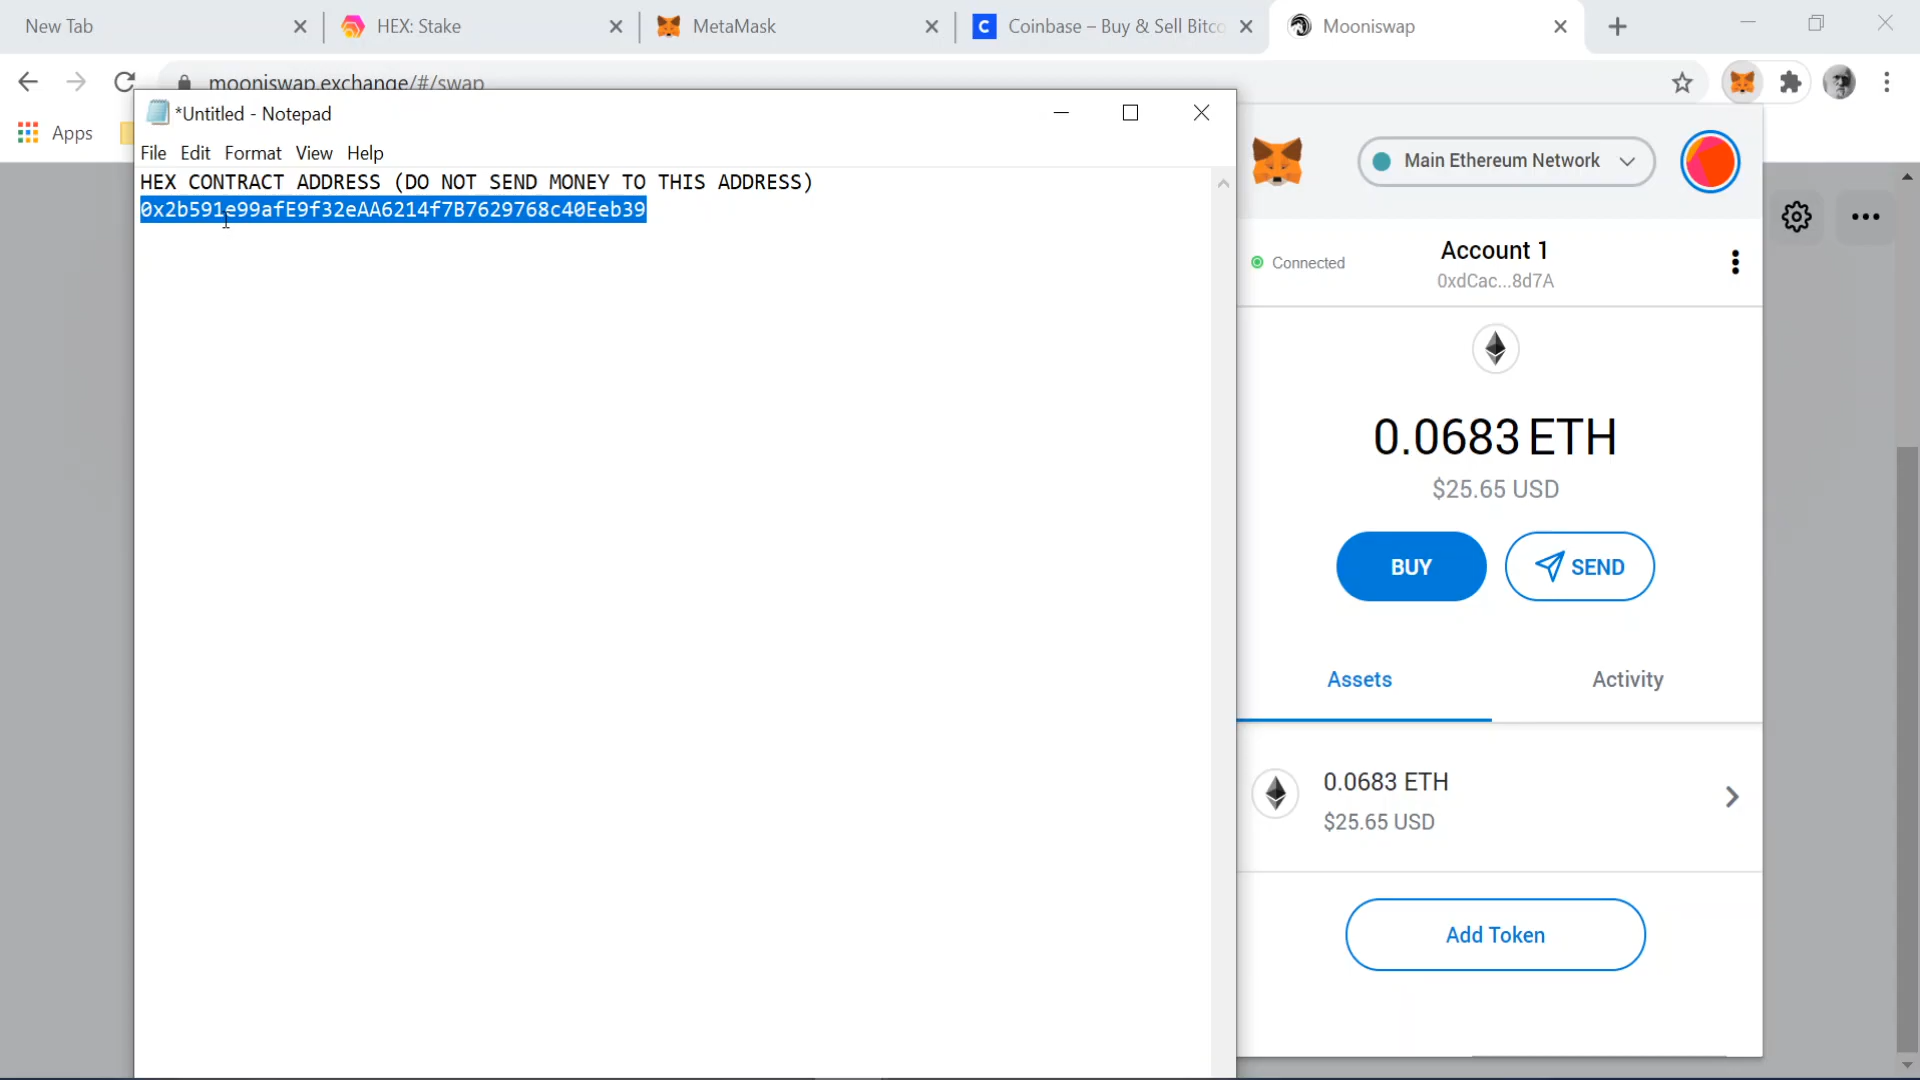 New Tab
HEX: Stake
MetaMask
Coinbase – Buy & Sell Bitco
Mooniswap
mooniswap.exchange/#/swap
Apps
*Untitled - Notepad
File Edit Format View Help
HEX CONTRACT ADDRESS (DO NOT SEND MONEY TO THIS ADDRESS)
0x2b591e99afE9f32eAA6214f7B7629768c40Eeb39
Main Ethereum Network
Connected
Account 1
0xdCac...8d7A
0.0683 ETH
$25.65 USD
BUY
SEND
Assets
Activity
0.0683 ETH
$25.65 USD
Add Token